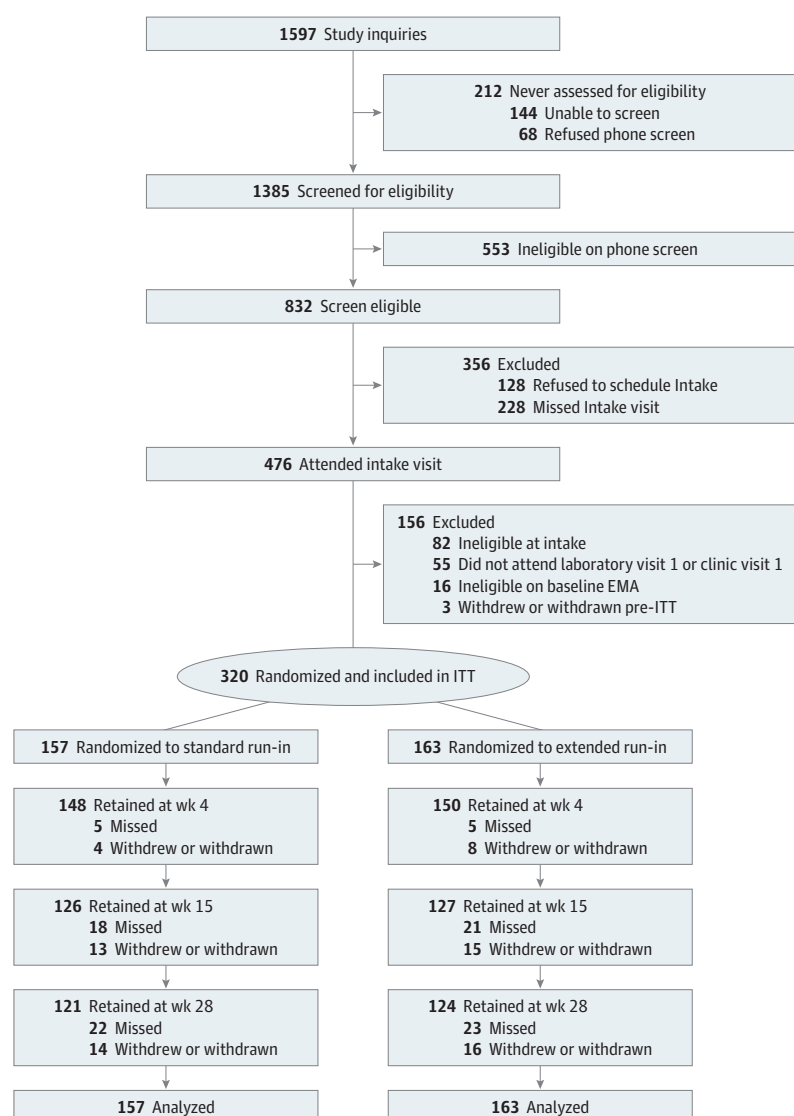 1597 Study inquiries
212 Never assessed for eligibility
144 Unable to screen
68 Refused phone screen
1385 Screened for eligibility
553 Ineligible on phone screen
832 Screen eligible
356 Excluded
128 Refused to schedule Intake
228 Missed Intake visit
476 Attended intake visit
156 Excluded
82 Ineligible at intake
55 Did not attend laboratory visit 1 or clinic visit 1
16 Ineligible on baseline EMA
3 Withdrew or withdrawn pre-ITT
320 Randomized and included in ITT
157 Randomized to standard run-in
163 Randomized to extended run-in
148 Retained at wk 4
5 Missed
4 Withdrew or withdrawn
150 Retained at wk 4
5 Missed
8 Withdrew or withdrawn
126 Retained at wk 15
18 Missed
13 Withdrew or withdrawn
127 Retained at wk 15
21 Missed
15 Withdrew or withdrawn
121 Retained at wk 28
22 Missed
14 Withdrew or withdrawn
124 Retained at wk 28
23 Missed
16 Withdrew or withdrawn
157 Analyzed
163 Analyzed